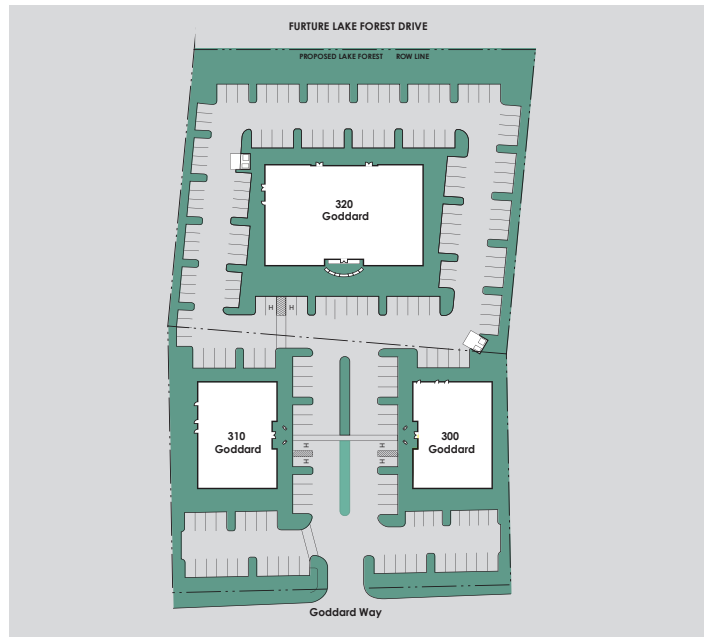 FURTURE LAKE FOREST DRIVE
PROPOSED LAKE FOREST ROW LINE
320
Goddard
H H
310
Goddard
300
Goddard
H H
H H
Goddard Way